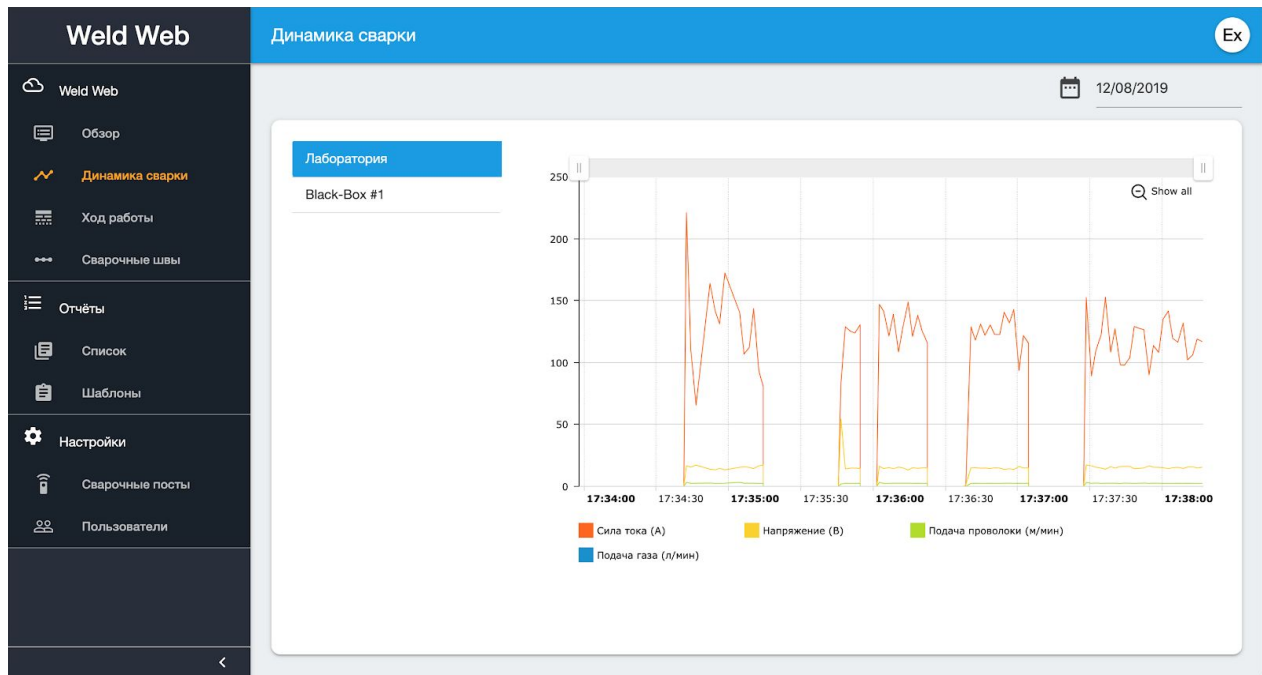 Weld Web
Динамика сварки
Ex
Weld Web
Обзор
Динамика сварки
Ход работы
Сварочные швы
Отчёты
Список
Шаблоны
Настройки
Сварочные посты
Пользователи
12/08/2019
Лаборатория
Black-Box #1
Show all
250
200
150
100
50
0
17:34:00 17:34:30 17:35:00 17:35:30 17:36:00 17:36:30 17:37:00 17:37:30 17:38:00
Сила тока (А) Напряжение (В) Подача проволоки (м/мин)
Подача газа (л/мин)